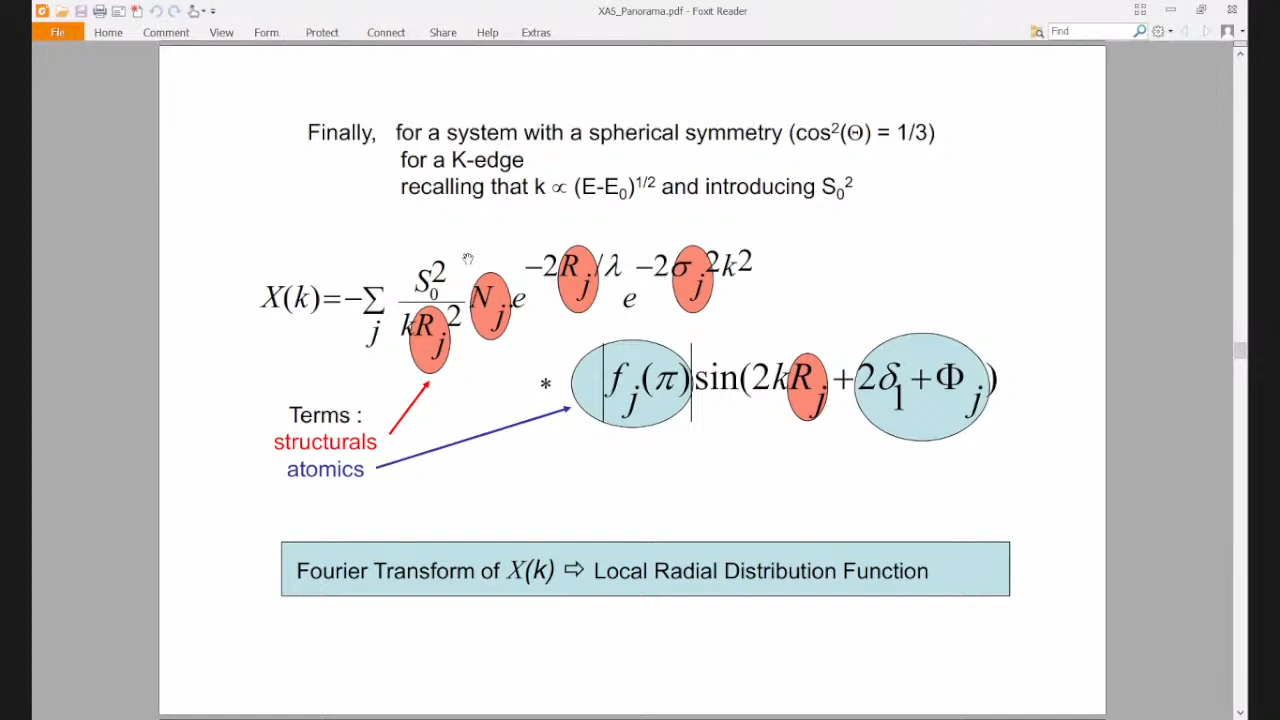 XAS_Panorama.pdf - Foxit Reader
File Home Comment View Form Protect Connect Share Help Extras
Find
Finally, for a system with a spherical symmetry (cos²(Θ) = 1/3)
for a K-edge
recalling that k ∝ (E-E₀)^1/2 and introducing S₀²
X(k)=−∑_j S₀²/(kR_j²) N_j e^(−2R_j/λ) e^(−2σ_j²k²)
* |f_j(π)|sin(2kR_j+2δ₁+Φ_j)
Terms :
structurals
atomics
Fourier Transform of X(k) ⇨ Local Radial Distribution Function